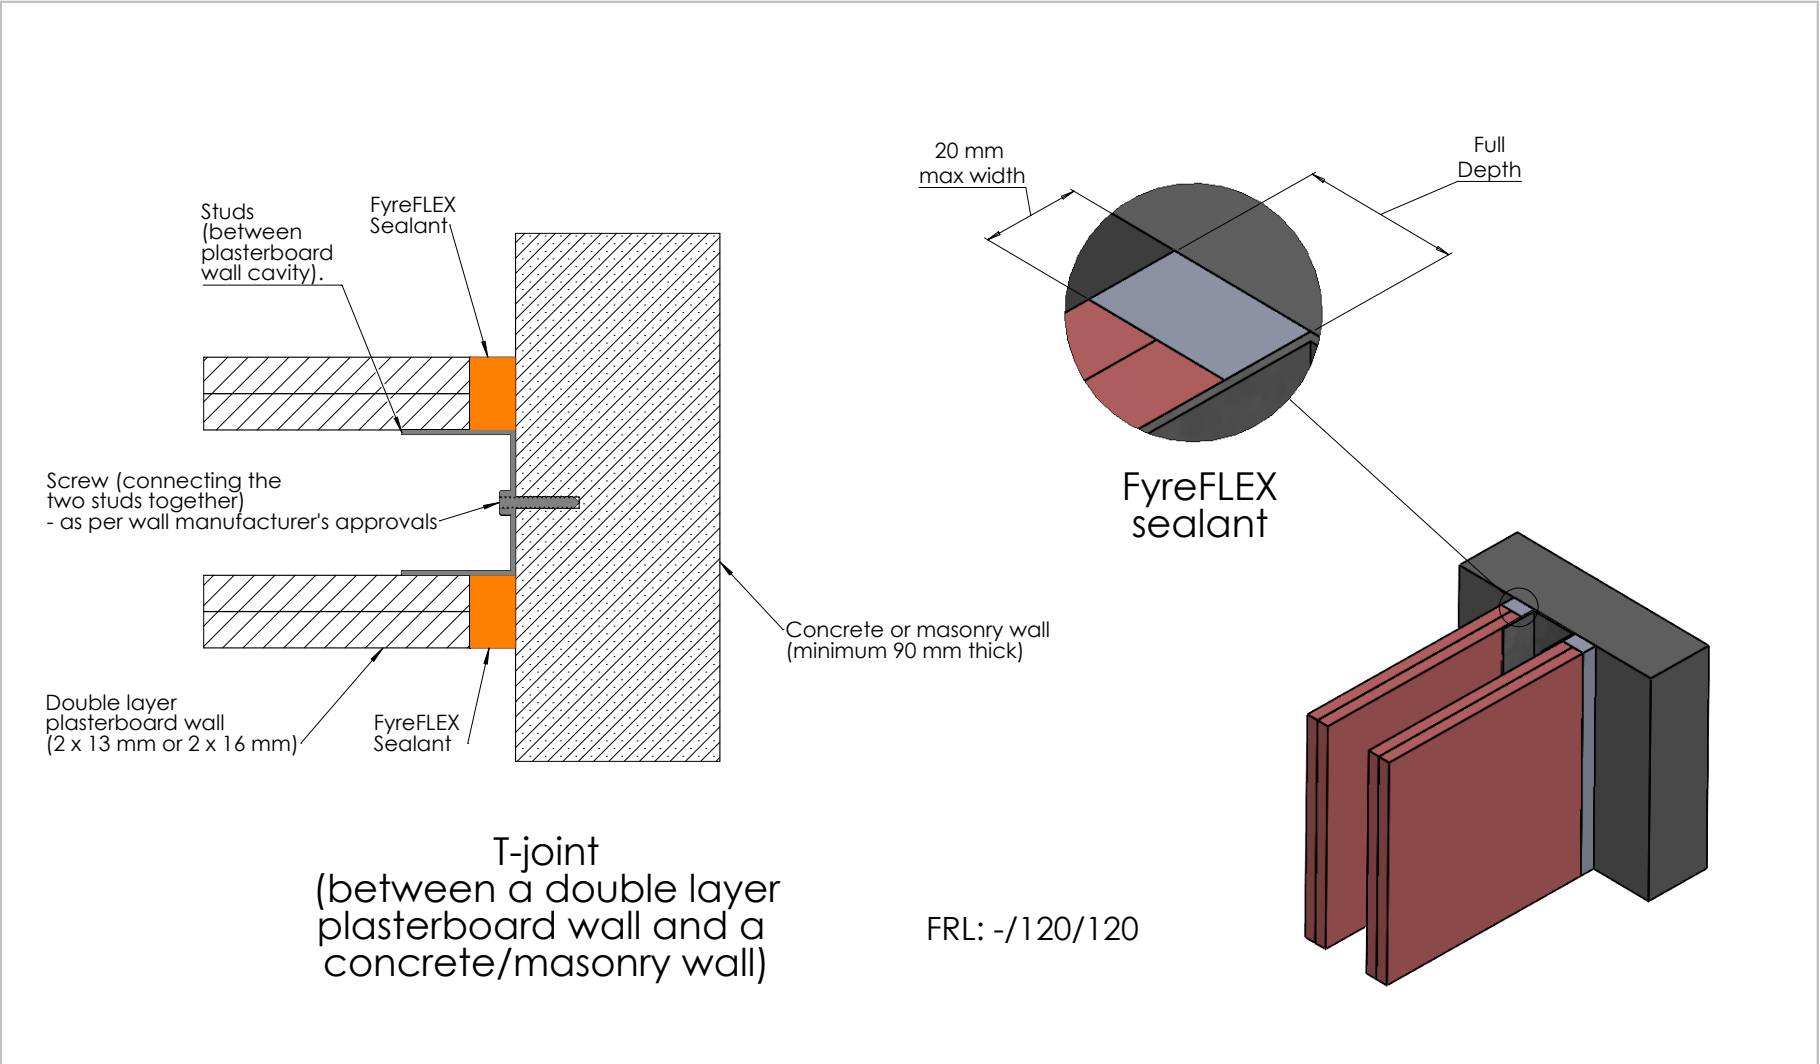 Studs
(between
plasterboard
wall cavity).
FyreFLEX
Sealant
Screw (connecting the
two studs together)
- as per wall manufacturer's approvals
Double layer
plasterboard wall
(2 x 13 mm or 2 x 16 mm)
FyreFLEX
Sealant
Concrete or masonry wall
(minimum 90 mm thick)
T-joint
(between a double layer
plasterboard wall and a
concrete/masonry wall)
20 mm
max width
Full
Depth
FyreFLEX
sealant
FRL: -/120/120